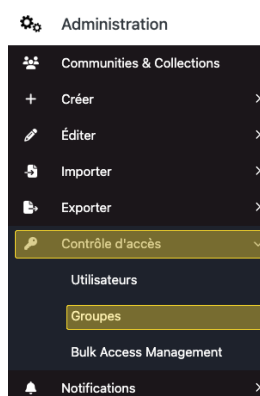 Administration
Communities & Collections
Créer
Éditer
Importer
Exporter
Contrôle d'accès
Utilisateurs
Groupes
Bulk Access Management
Notifications